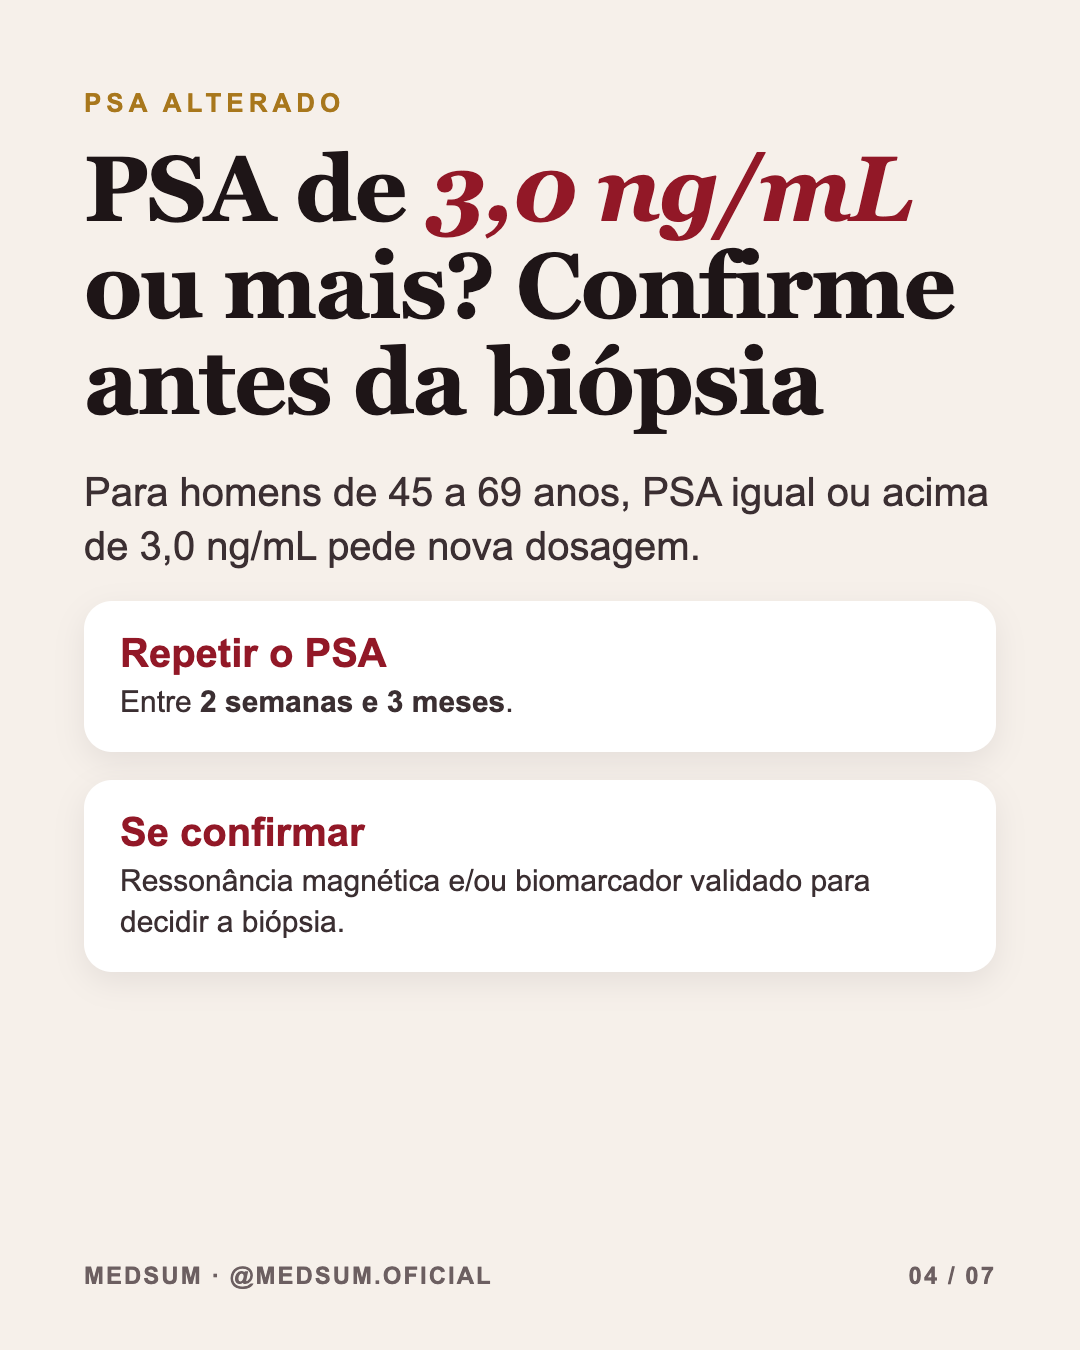 PSA ALTERADO
PSA de 3,0 ng/mL
ou mais? Confirme
antes da biópsia
Para homens de 45 a 69 anos, PSA igual ou acima
de 3,0 ng/mL pede nova dosagem.
Repetir o PSA
Entre 2 semanas e 3 meses.
Se confirmar
Ressonância magnética e/ou biomarcador validado para
decidir a biópsia.
MEDSUM · @MEDSUM.OFICIAL
04 / 07